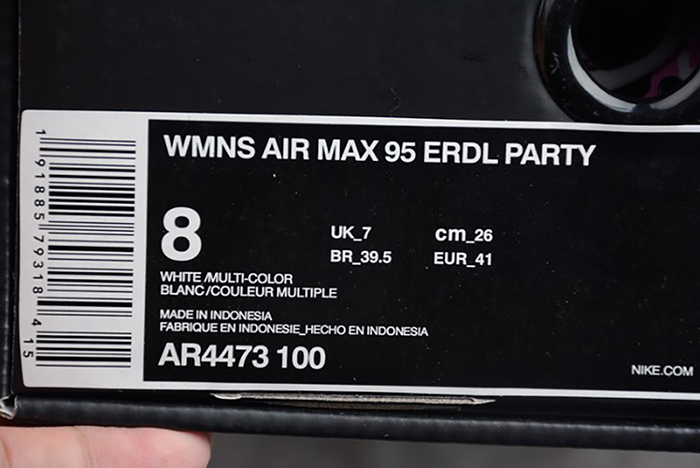 WMNS AIR MAX 95 ERDL PARTY
8
UK_7 cm_26
BR_39.5 EUR_41
WHITE/MULTI-COLOR
BLANC/COULEUR MULTIPLE
MADE IN INDONESIA
FABRIQUE EN INDONESIE_HECHO EN INDONESIA
AR4473 100
NIKE.COM
1 91885 79318 4 15